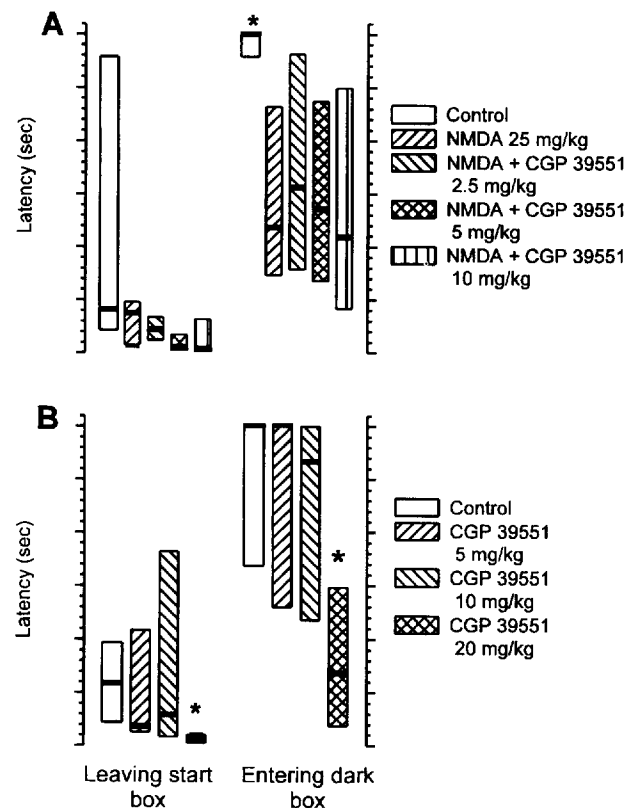 A
Latency (sec)
*
Control
NMDA 25 mg/kg
NMDA + CGP 39551
2.5 mg/kg
NMDA + CGP 39551
5 mg/kg
NMDA + CGP 39551
10 mg/kg
B
Latency (sec)
*
*
Control
CGP 39551
5 mg/kg
CGP 39551
10 mg/kg
CGP 39551
20 mg/kg
Leaving start
box
Entering dark
box